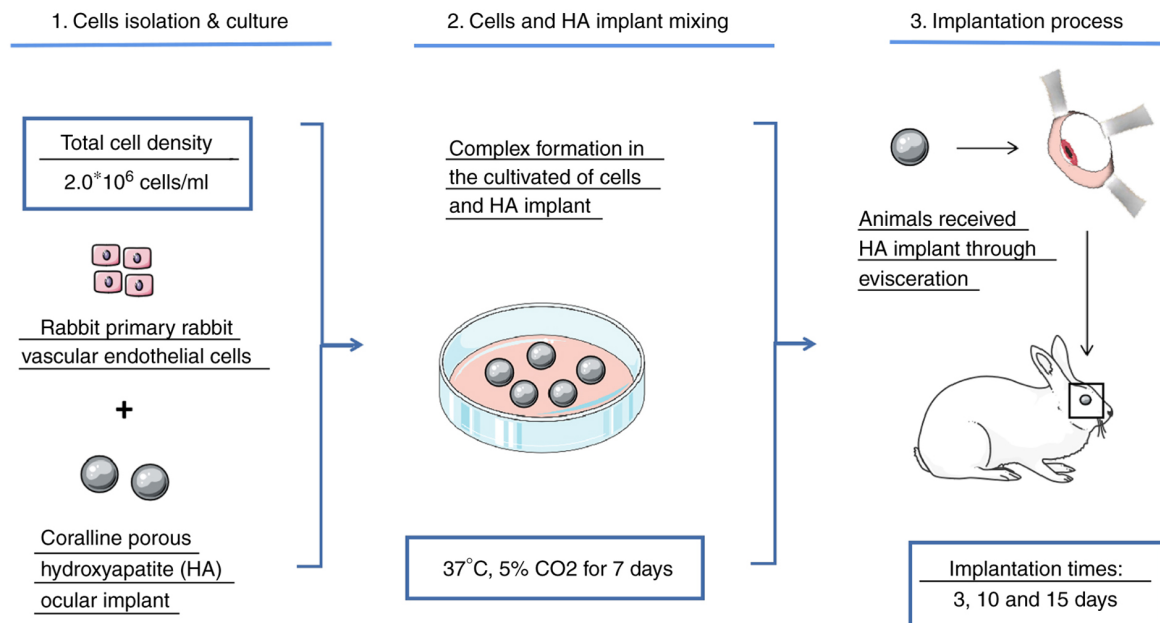 1. Cells isolation & culture
Total cell density
2.0*10⁶ cells/ml
Rabbit primary rabbit
vascular endothelial cells
+
Coralline porous
hydroxyapatite (HA)
ocular implant
2. Cells and HA implant mixing
Complex formation in
the cultivated of cells
and HA implant
37°C, 5% CO2 for 7 days
3. Implantation process
Animals received
HA implant through
evisceration
Implantation times:
3, 10 and 15 days